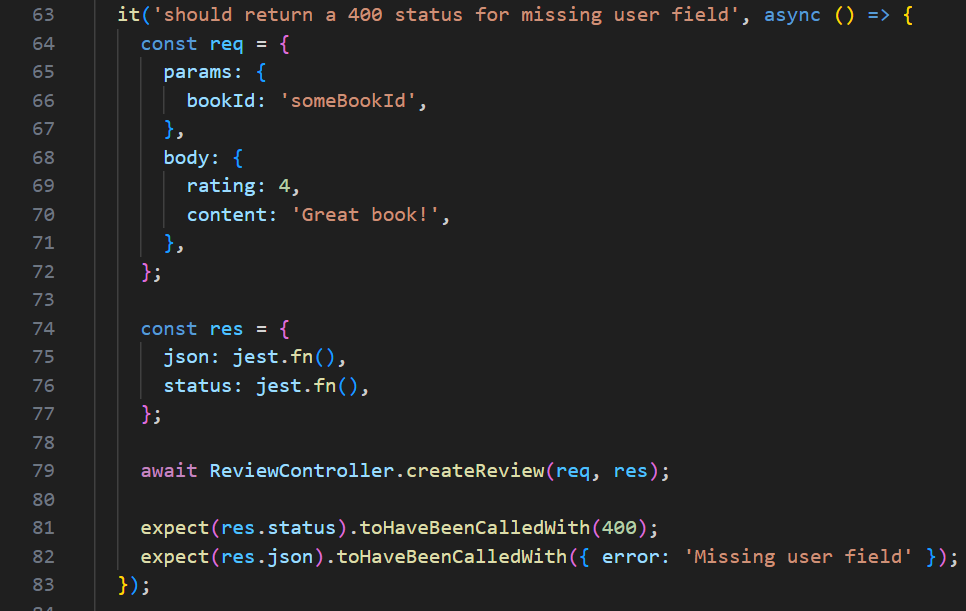 63 it('should return a 400 status for missing user field', async () => {
64 const req = {
65 params: {
66 bookId: 'someBookId',
67 },
68 body: {
69 rating: 4,
70 content: 'Great book!',
71 },
72 };
73
74 const res = {
75 json: jest.fn(),
76 status: jest.fn(),
77 };
78
79 await ReviewController.createReview(req, res);
80
81 expect(res.status).toHaveBeenCalledWith(400);
82 expect(res.json).toHaveBeenCalledWith({ error: 'Missing user field' });
83 });